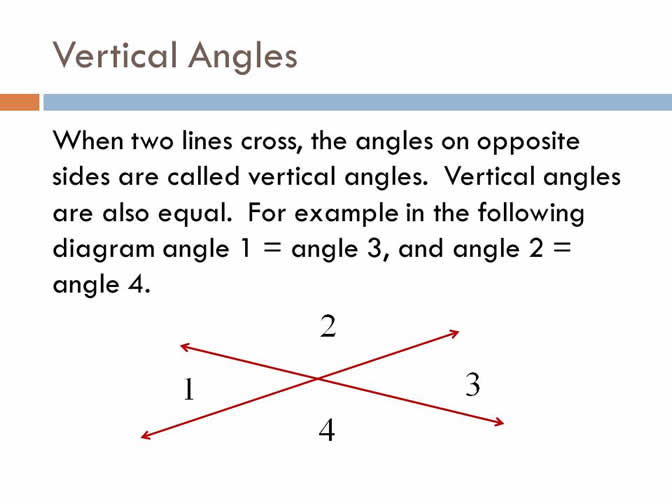 Vertical Angles
When two lines cross, the angles on opposite
sides are called vertical angles.  Vertical angles
are also equal.  For example in the following
diagram angle 1 = angle 3, and angle 2 =
angle 4.
2
1
3
4